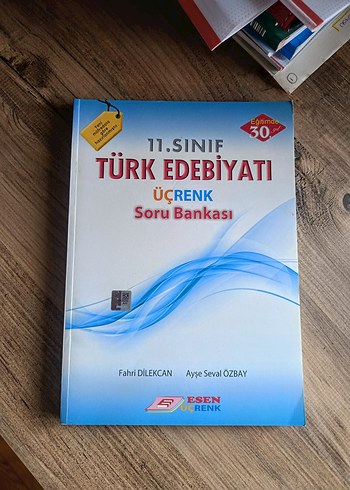 Eğitimde
30.
11.SINIF
TÜRK EDEBİYATI
ÜÇRENK
Soru Bankası
Fahri DİLEKCAN Ayşe Seval ÖZBAY
ESEN
ÜÇRENK